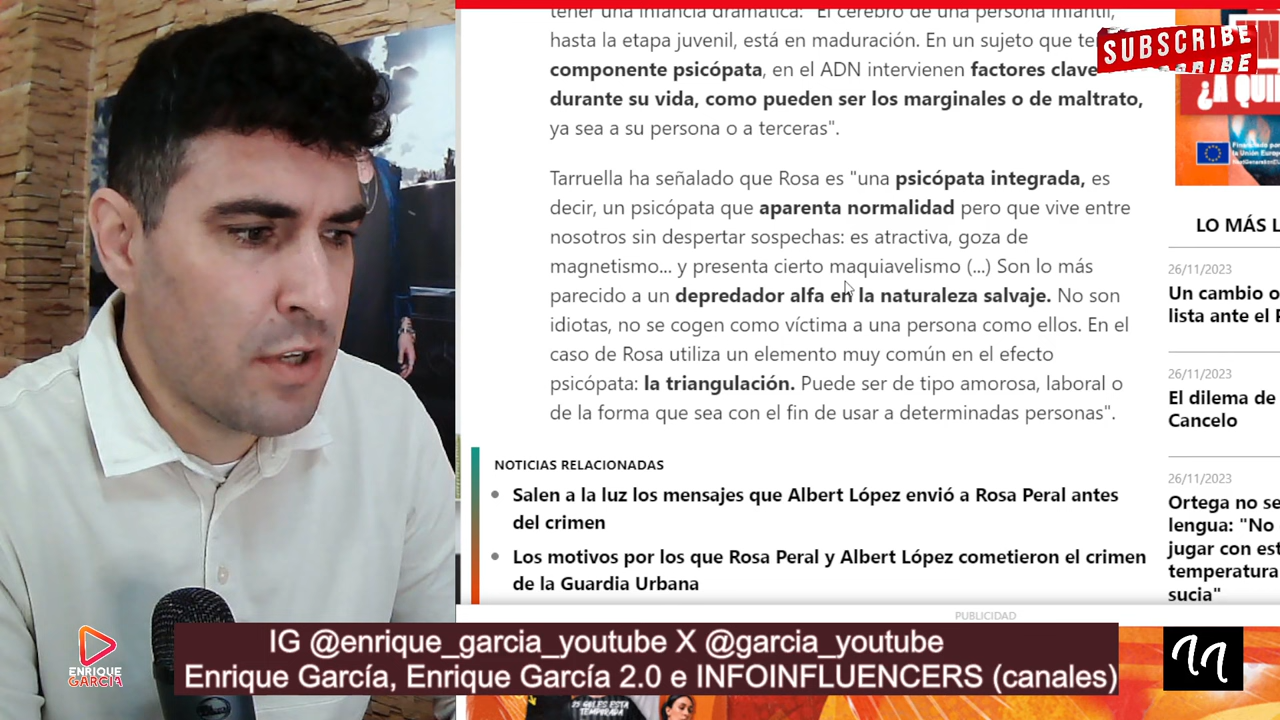 tener una infancia dramática: "El cerebro de una persona infantil,
hasta la etapa juvenil, está en maduración. En un sujeto que
componente psicópata, en el ADN intervienen factores clave
durante su vida, como pueden ser los marginales o de maltrato,
ya sea a su persona o a terceras".
Tarruella ha señalado que Rosa es "una psicópata integrada, es
decir, un psicópata que aparenta normalidad pero que vive entre
nosotros sin despertar sospechas: es atractiva, goza de
magnetismo... y presenta cierto maquiavelismo (...) Son lo más
parecido a un depredador alfa en la naturaleza salvaje. No son
idiotas, no se cogen como víctima a una persona como ellos. En el
caso de Rosa utiliza un elemento muy común en el efecto
psicópata: la triangulación. Puede ser de tipo amorosa, laboral o
de la forma que sea con el fin de usar a determinadas personas".
NOTICIAS RELACIONADAS
Salen a la luz los mensajes que Albert López envió a Rosa Peral antes
del crimen
Los motivos por los que Rosa Peral y Albert López cometieron el crimen
de la Guardia Urbana
PUBLICIDAD
SUBSCRIBE
¿A QUI
LO MÁS L
26/11/2023
Un cambio o
lista ante el
26/11/2023
El dilema de
Cancelo
26/11/2023
Ortega no se
lengua: "No
jugar con est
temperatura
sucia"
ENRIQUE
GARCÍA
IG @enrique_garcia_youtube X @garcia_youtube
Enrique García, Enrique García 2.0 e INFOINFLUENCERS (canales)